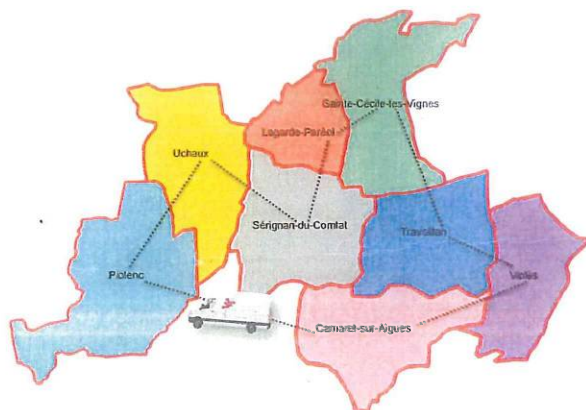 Sainte-Cécile-les-Vignes
Lagarde-Paréol
Uchaux
Sérignan-du-Comtat
Travaillan
Piolenc
Violès
Camaret-sur-Aigues